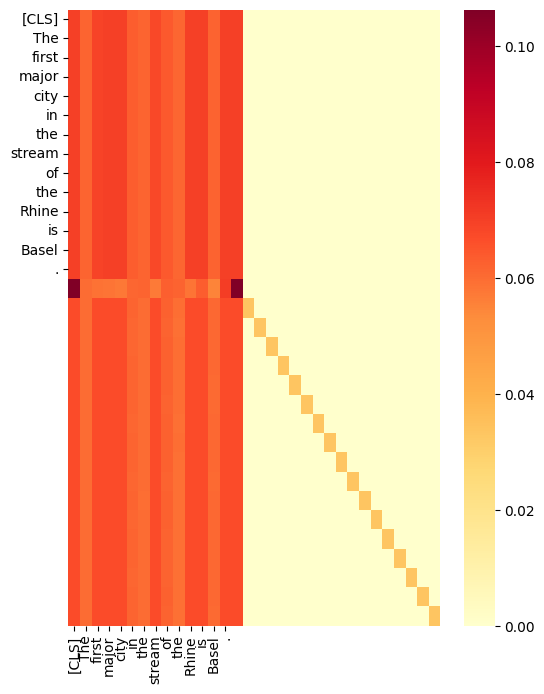 [CLS]
The
first
major
city
in
the
stream
of
the
Rhine
is
Basel
.
0.10
0.08
0.06
0.04
0.02
0.00
[CLS] The first major city in the stream of the Rhine is Basel .